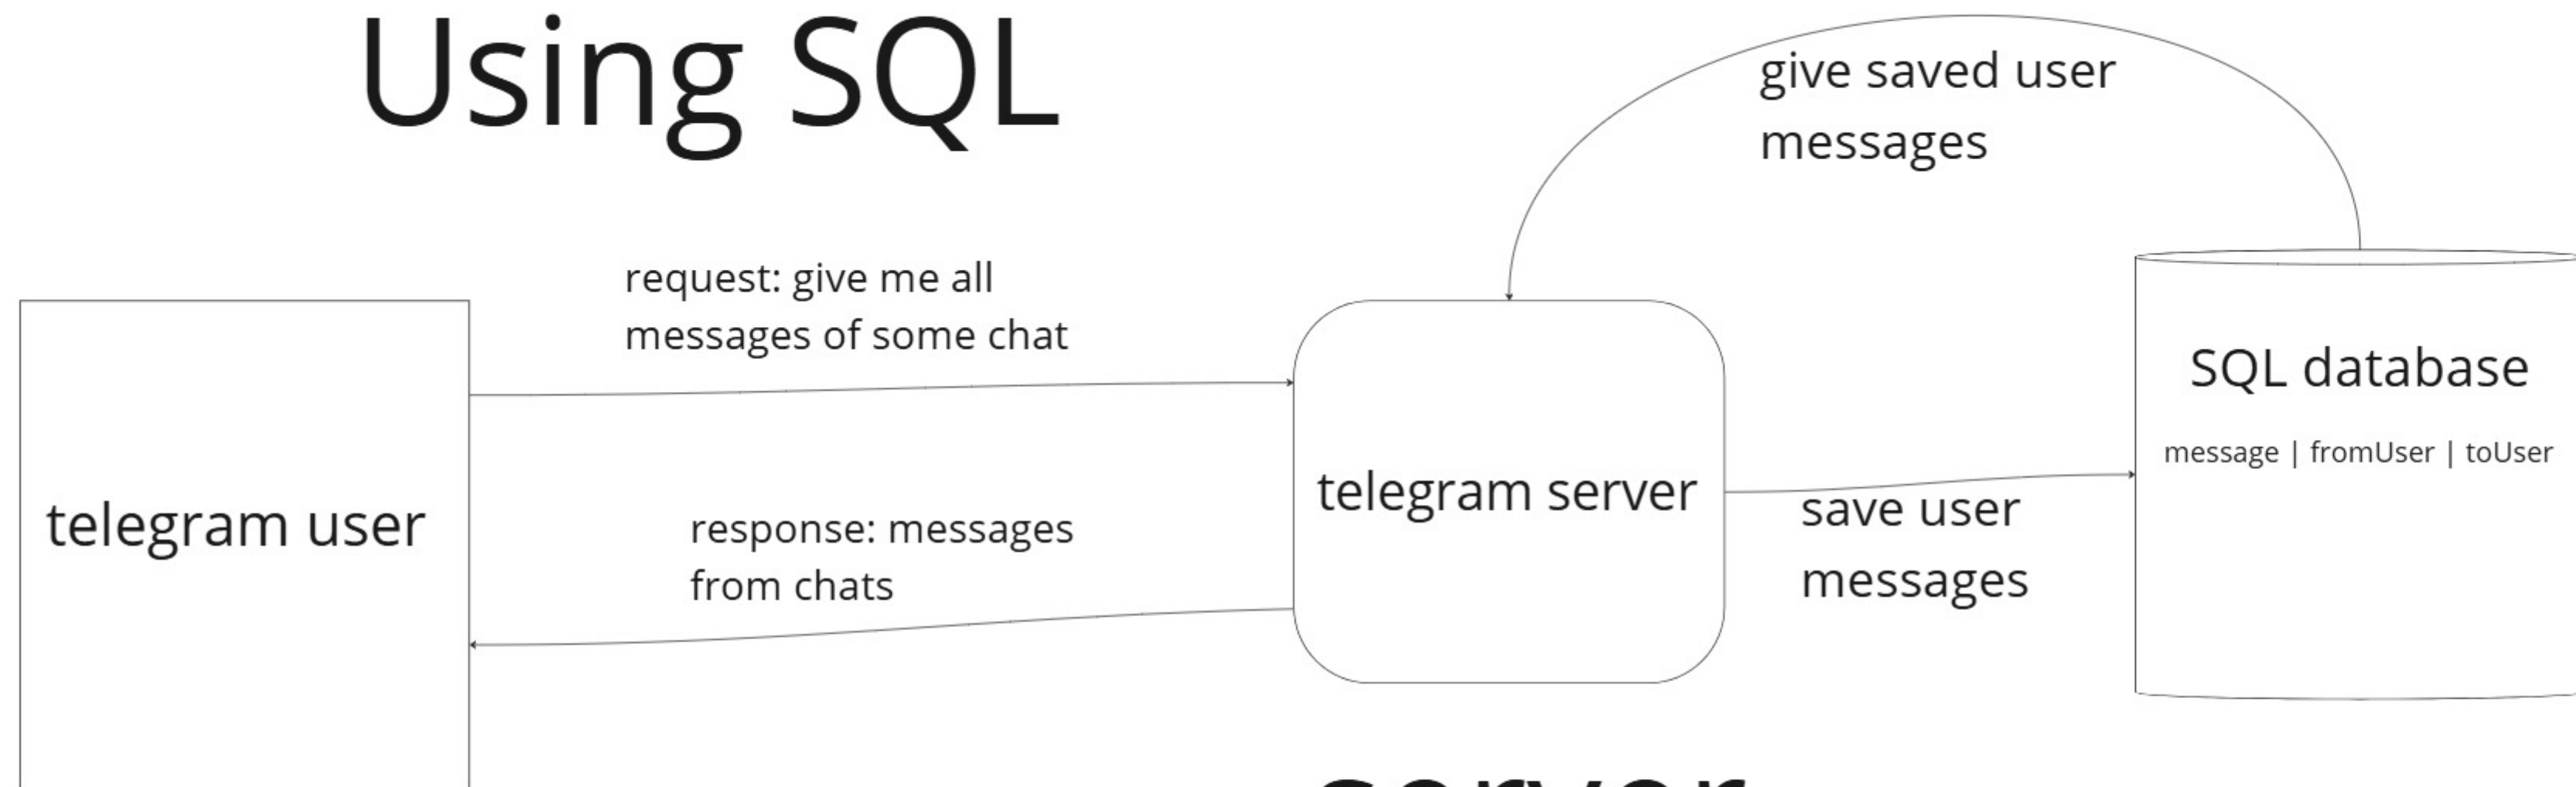 Using SQL
give saved user
messages
request: give me all
messages of some chat
SQL database
message | fromUser | toUser
telegram server
telegram user
save user
messages
response: messages
from chats
server